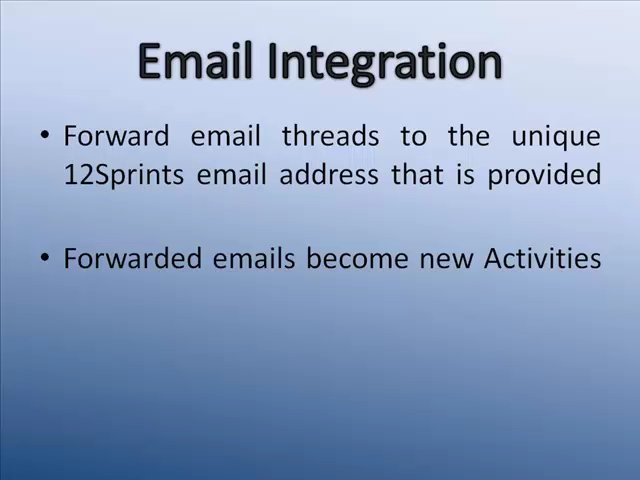 Email Integration
• Forward email threads to the unique
12Sprints email address that is provided
• Forwarded emails become new Activities